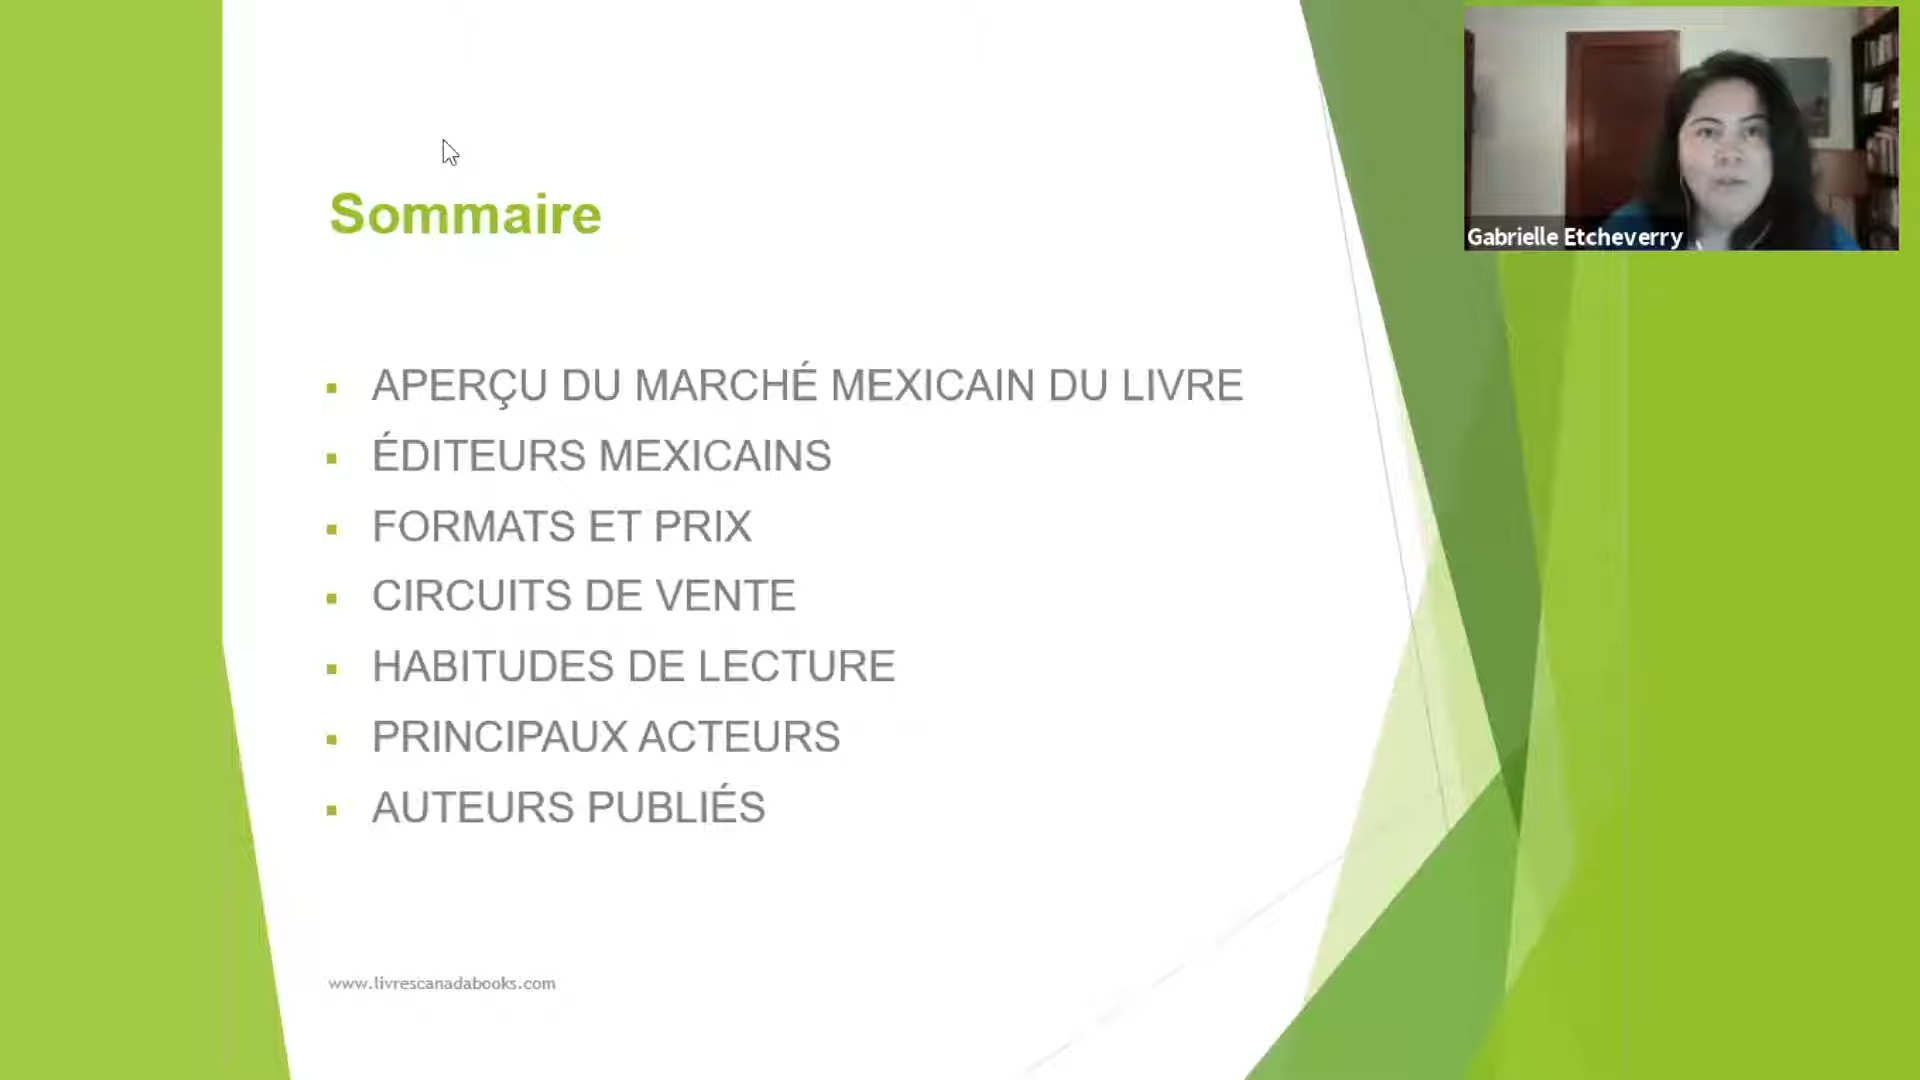 Gabrielle Etcheverry
Sommaire
▪ APERÇU DU MARCHÉ MEXICAIN DU LIVRE
▪ ÉDITEURS MEXICAINS
▪ FORMATS ET PRIX
▪ CIRCUITS DE VENTE
▪ HABITUDES DE LECTURE
▪ PRINCIPAUX ACTEURS
▪ AUTEURS PUBLIÉS
www.livrescanadabooks.com